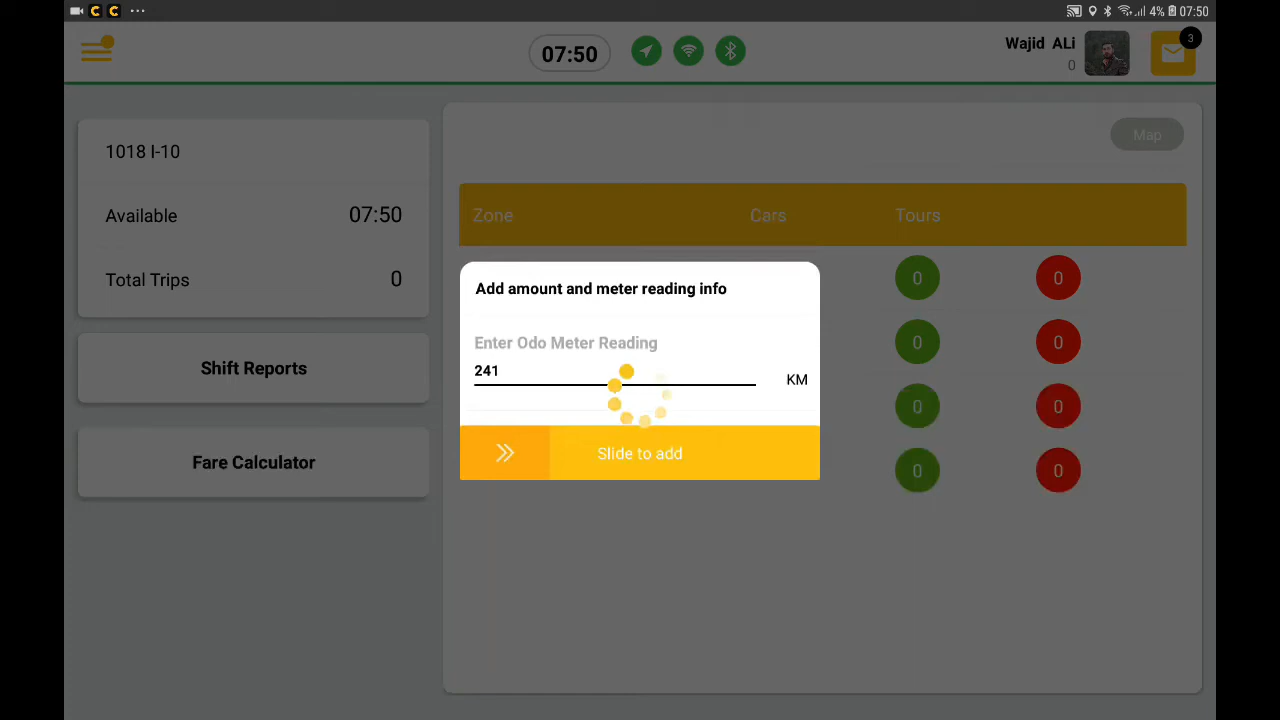 4% 07:50
07:50
Wajid ALi
0
3
1018 I-10
Available 07:50
Total Trips 0
Shift Reports
Fare Calculator
Map
Zone Cars Tours
0 0
0 0
0 0
0 0
Add amount and meter reading info
Enter Odo Meter Reading
241
KM
Slide to add